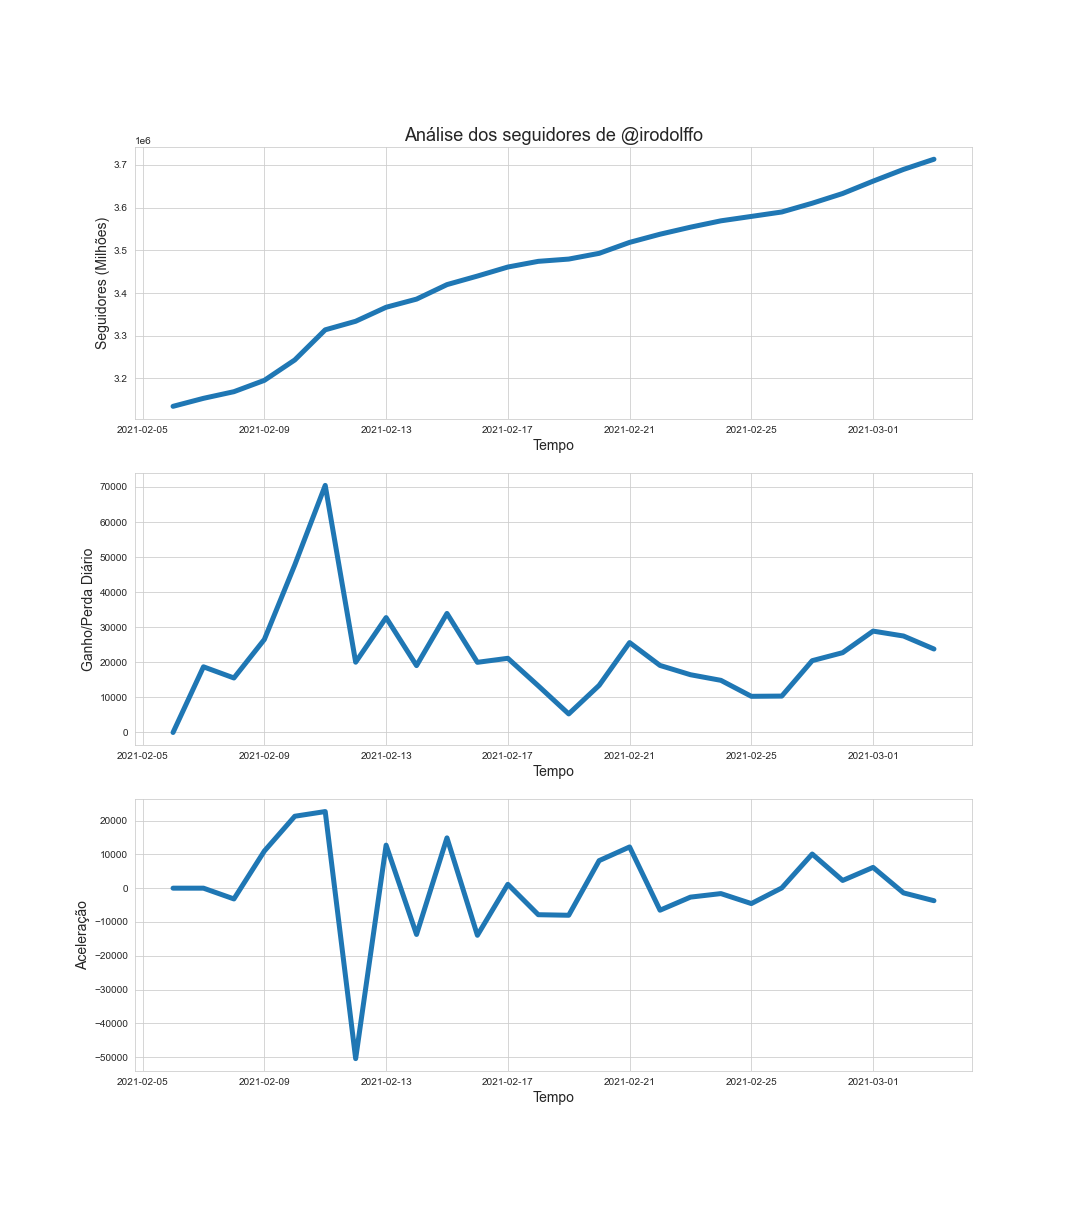 Análise dos seguidores de @irodolffo
1e6
3.7
3.6
3.5
3.4
3.3
3.2
Seguidores (Milhões)
2021-02-05 2021-02-09 2021-02-13 2021-02-17 2021-02-21 2021-02-25 2021-03-01
Tempo
70000
60000
50000
40000
30000
20000
10000
0
Ganho/Perda Diário
2021-02-05 2021-02-09 2021-02-13 2021-02-17 2021-02-21 2021-02-25 2021-03-01
Tempo
20000
10000
0
−10000
−20000
−30000
−40000
−50000
Aceleração
2021-02-05 2021-02-09 2021-02-13 2021-02-17 2021-02-21 2021-02-25 2021-03-01
Tempo